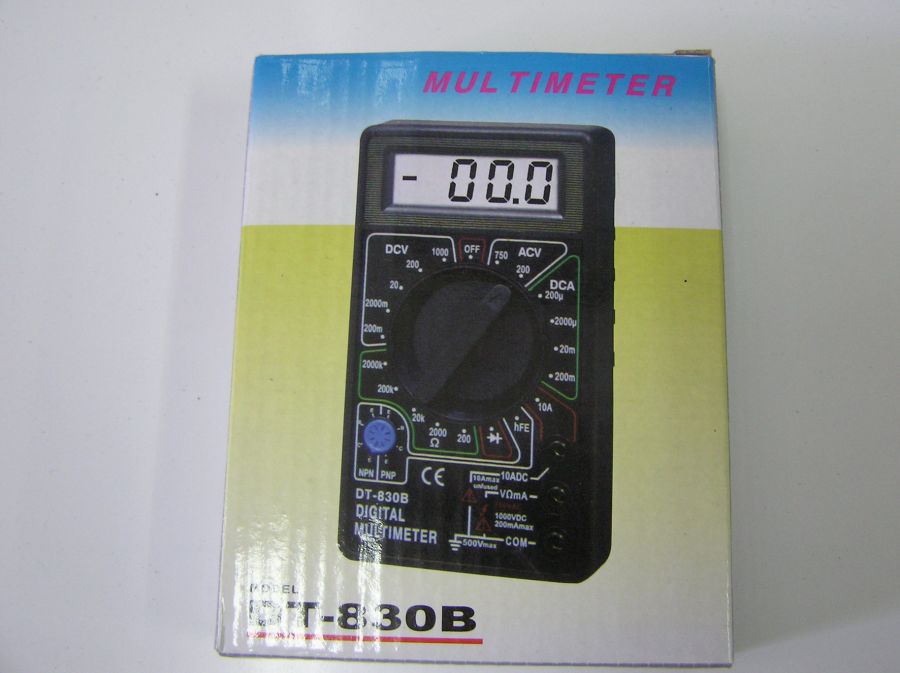 MULTIMETER
- 00.0
DCV 1000 OFF 750 ACV
200 200
20 DCA
200µ
2000m 2000µ
200m 20m
2000k 200m
200k 10A
20k hFE
2000 200
Ω
NPN PNP
CE
10Amax 10ADC
unfused
DT-830B VΩmA
DIGITAL 1000VDC
MULTIMETER 200mAmax
500Vmax COM
MODEL
DT-830B